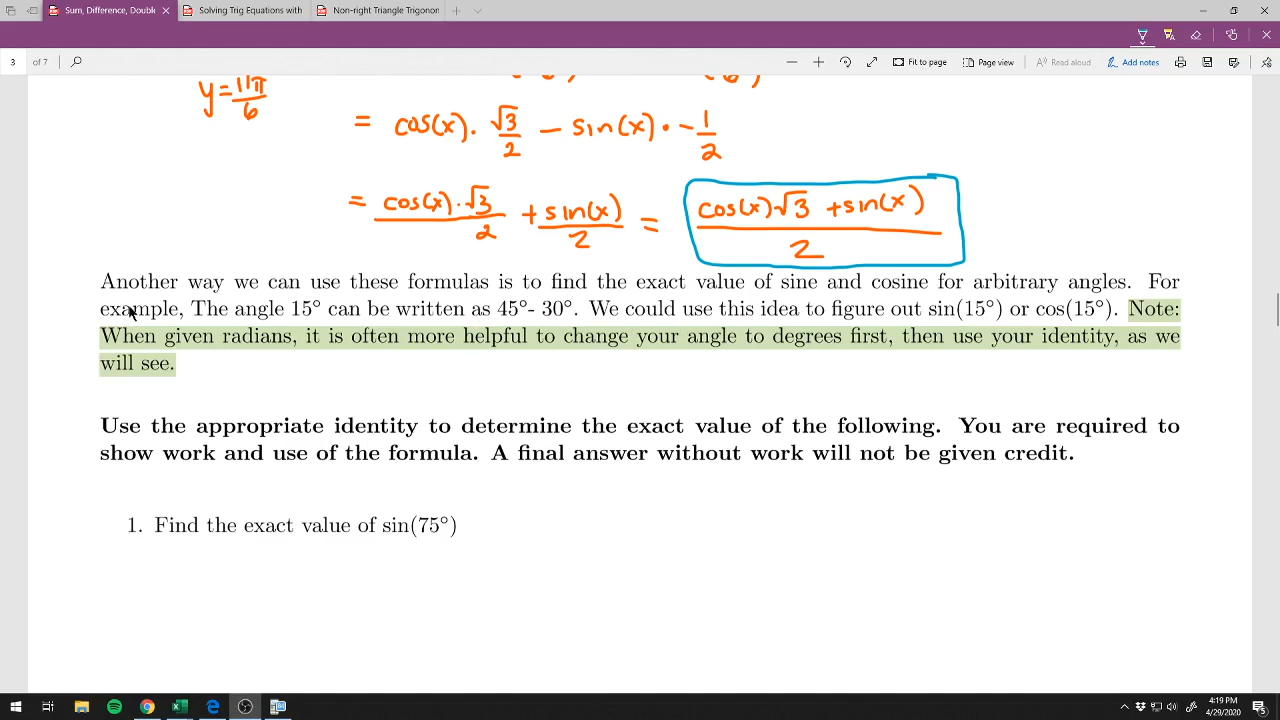 Sum, Difference, Doubl Solving Trig Equations with Non-right Triangle Trigonom
3 of 7 Fit to page Page view Read aloud Add notes
y = 11π/6
= cos(x) · √3/2 − sin(x) · −1/2
= cos(x)·√3/2 + sin(x)/2 = cos(x)√3 + sin(x)/2
Another way we can use these formulas is to find the exact value of sine and cosine for arbitrary angles. For
example, The angle 15° can be written as 45°- 30°. We could use this idea to figure out sin(15°) or cos(15°). Note:
When given radians, it is often more helpful to change your angle to degrees first, then use your identity, as we
will see.
Use the appropriate identity to determine the exact value of the following. You are required to
show work and use of the formula. A final answer without work will not be given credit.
1. Find the exact value of sin(75°)
4:19 PM
4/29/2020